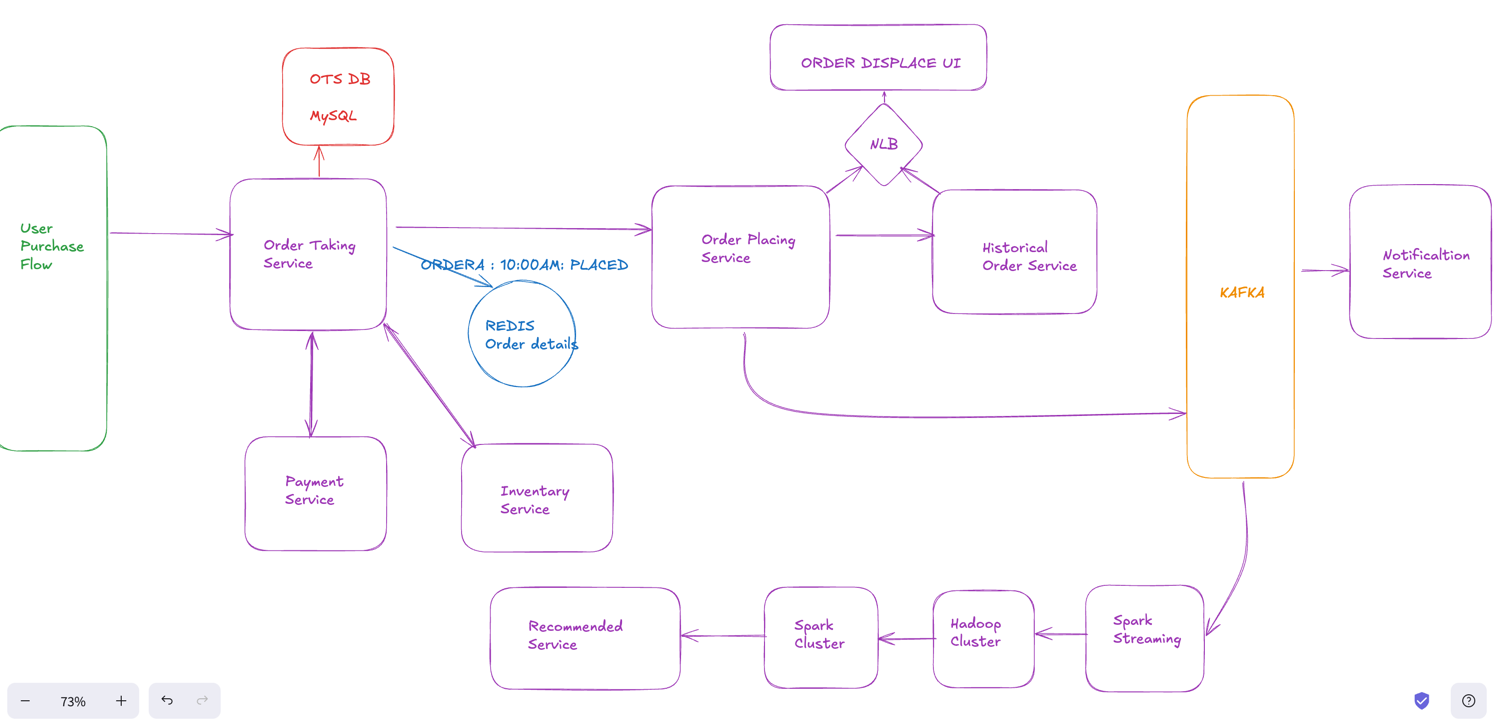 ORDER DISPLACE UI
OTS DB
MySQL
NLB
User
Purchase
Flow
Order Taking
Service
ORDERA : 10:00AM: PLACED
REDIS
Order details
Order Placing
Service
Historical
Order Service
KAFKA
Notificaltion
Service
Payment
Service
Inventary
Service
Recommended
Service
Spark
Cluster
Hadoop
Cluster
Spark
Streaming
73%